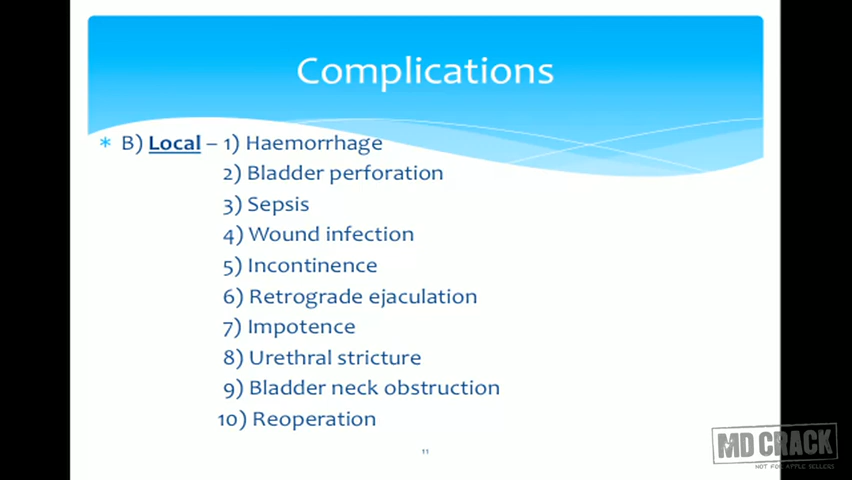 Complications
* B) Local – 1) Haemorrhage
2) Bladder perforation
3) Sepsis
4) Wound infection
5) Incontinence
6) Retrograde ejaculation
7) Impotence
8) Urethral stricture
9) Bladder neck obstruction
10) Reoperation
11
MD CRACK
NOT FOR APPLE SELLERS